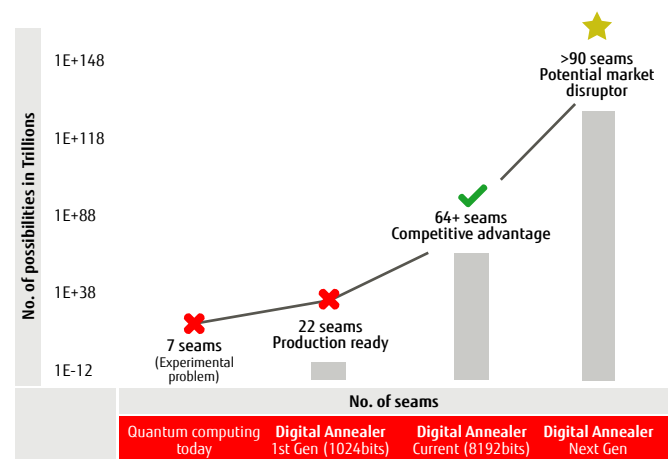 No. of possibilities in Trillions
1E+148
1E+118
1E+88
1E+38
1E-12
>90 seams
Potential market
disruptor
64+ seams
Competitive advantage
22 seams
Production ready
7 seams
(Experimental
problem)
No. of seams
Quantum computing
today
Digital Annealer
1st Gen (1024bits)
Digital Annealer
Current (8192bits)
Digital Annealer
Next Gen